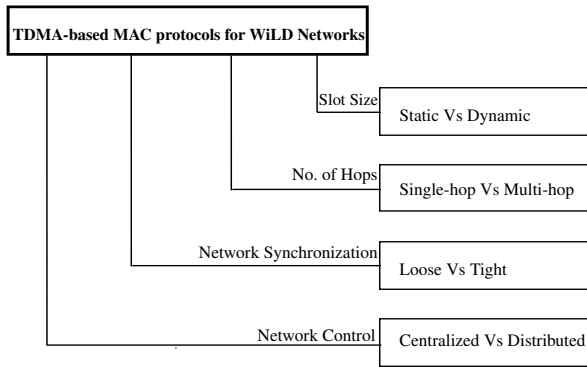 TDMA-based MAC protocols for WiLD Networks
Slot Size
Static Vs Dynamic
No. of Hops
Single-hop Vs Multi-hop
Network Synchronization
Loose Vs Tight
Network Control
Centralized Vs Distributed